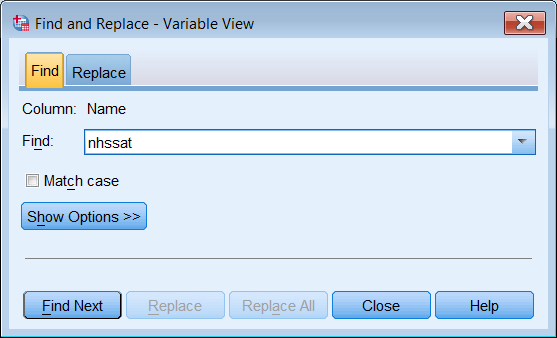 Find and Replace - Variable View
Find Replace
Column: Name
Find: nhssat
Match case
Show Options >>
Find Next Replace Replace All Close Help